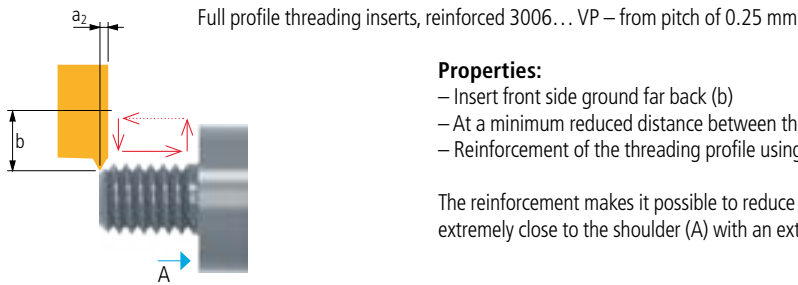 Full profile threading inserts, reinforced 3006… VP – from pitch of 0.25 mm
a2
b
A
Properties:
– Insert front side ground far back (b)
– At a minimum reduced distance between th
– Reinforcement of the threading profile using
The reinforcement makes it possible to reduce
extremely close to the shoulder (A) with an ext